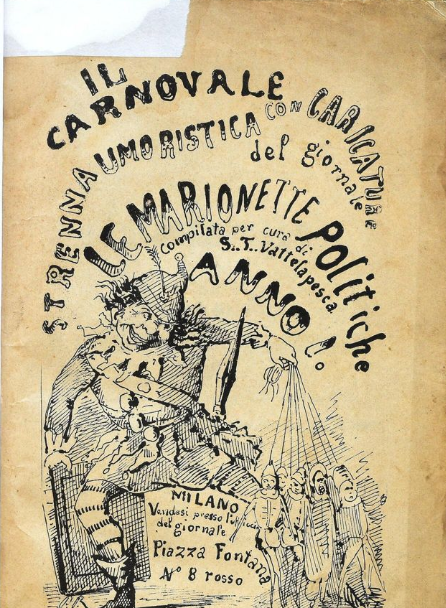 IL
CARNOVALE
STRENNA UMORISTICA CON CARICATURE
del giornale
LE MARIONETTE POLITICHE
compilata per cura di
S. T. Vattelapesca
ANNO I.
MILANO
Vendesi presso l'Ufficio
del giornale
Piazza Fontana
N° 8 rosso